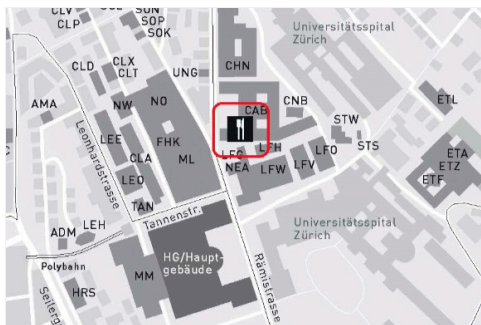 SOP
SOK
CLV
CLP
CLX
CLT
CLD
UNG
CHN
Universitätsspital
Zürich
AMA
NW
NO
CAB
CNB
STW
ETL
LEE
FHK
CLA
ML
LFH
LFO
STS
ETA
ETZ
ETF
LEO
NEA
LFW
LFV
TAN
Leonhardstrasse
Tannenstr.
ADM
LEH
Polybahn
HRS
MM
HG/Haupt-
gebäude
Rämistrasse
Universitätsspital
Zürich